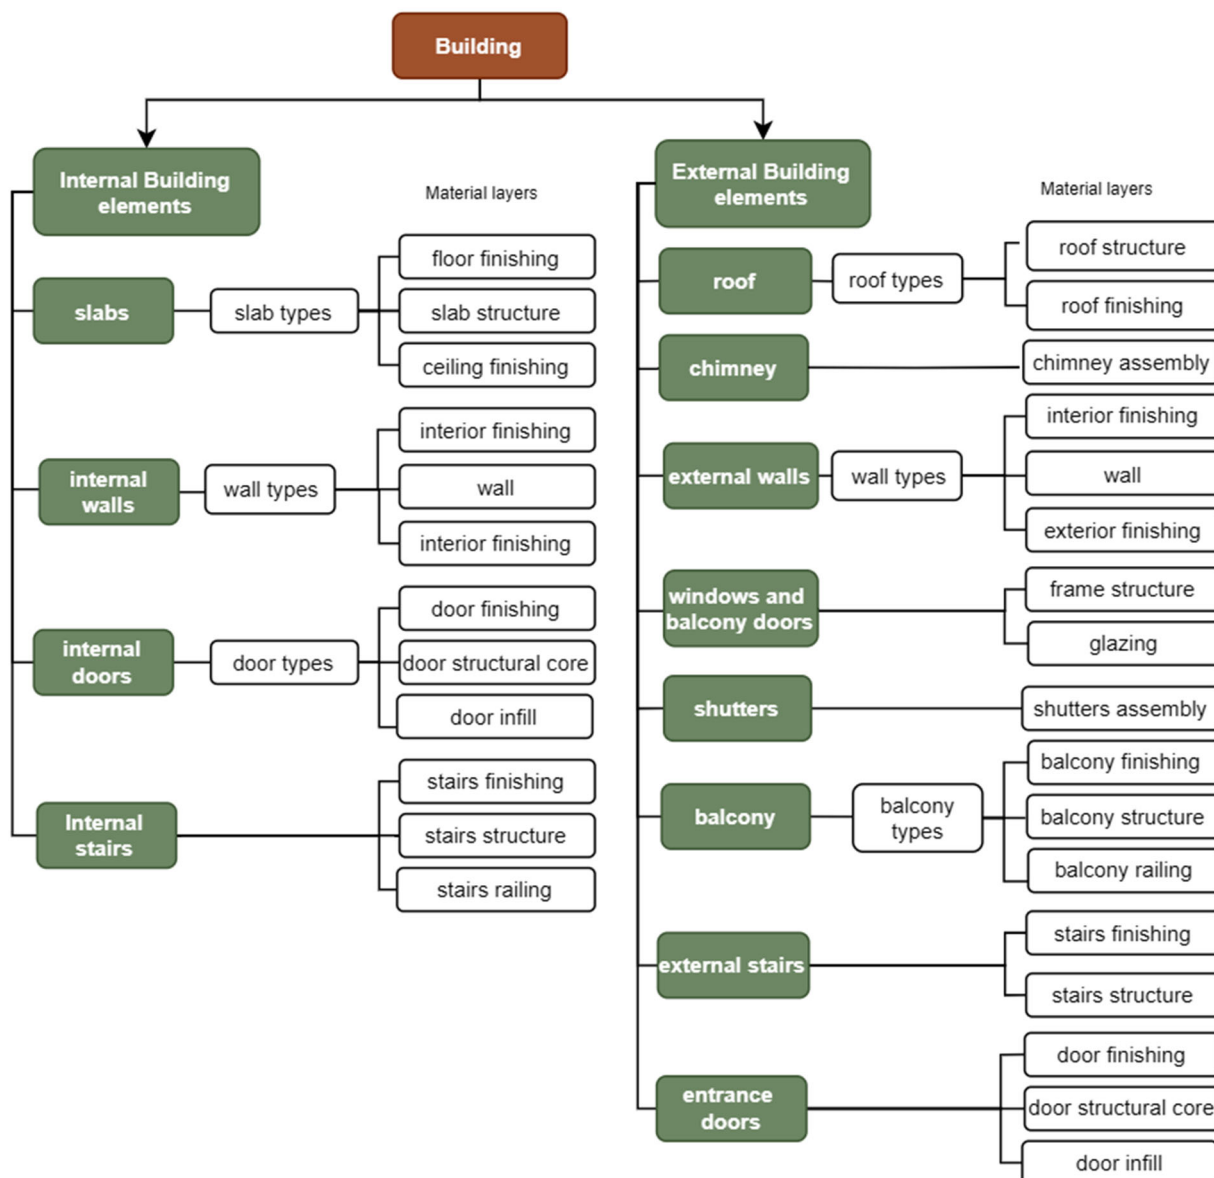 Building
Internal Building
elements
Material layers
slabs
slab types
floor finishing
slab structure
ceiling finishing
internal
walls
wall types
interior finishing
wall
interior finishing
internal
doors
door types
door finishing
door structural core
door infill
Internal
stairs
stairs finishing
stairs structure
stairs railing
External Building
elements
Material layers
roof
roof types
roof structure
roof finishing
chimney
chimney assembly
external walls
wall types
interior finishing
wall
exterior finishing
windows and
balcony doors
frame structure
glazing
shutters
shutters assembly
balcony
balcony
types
balcony finishing
balcony structure
balcony railing
external stairs
stairs finishing
stairs structure
entrance
doors
door finishing
door structural core
door infill